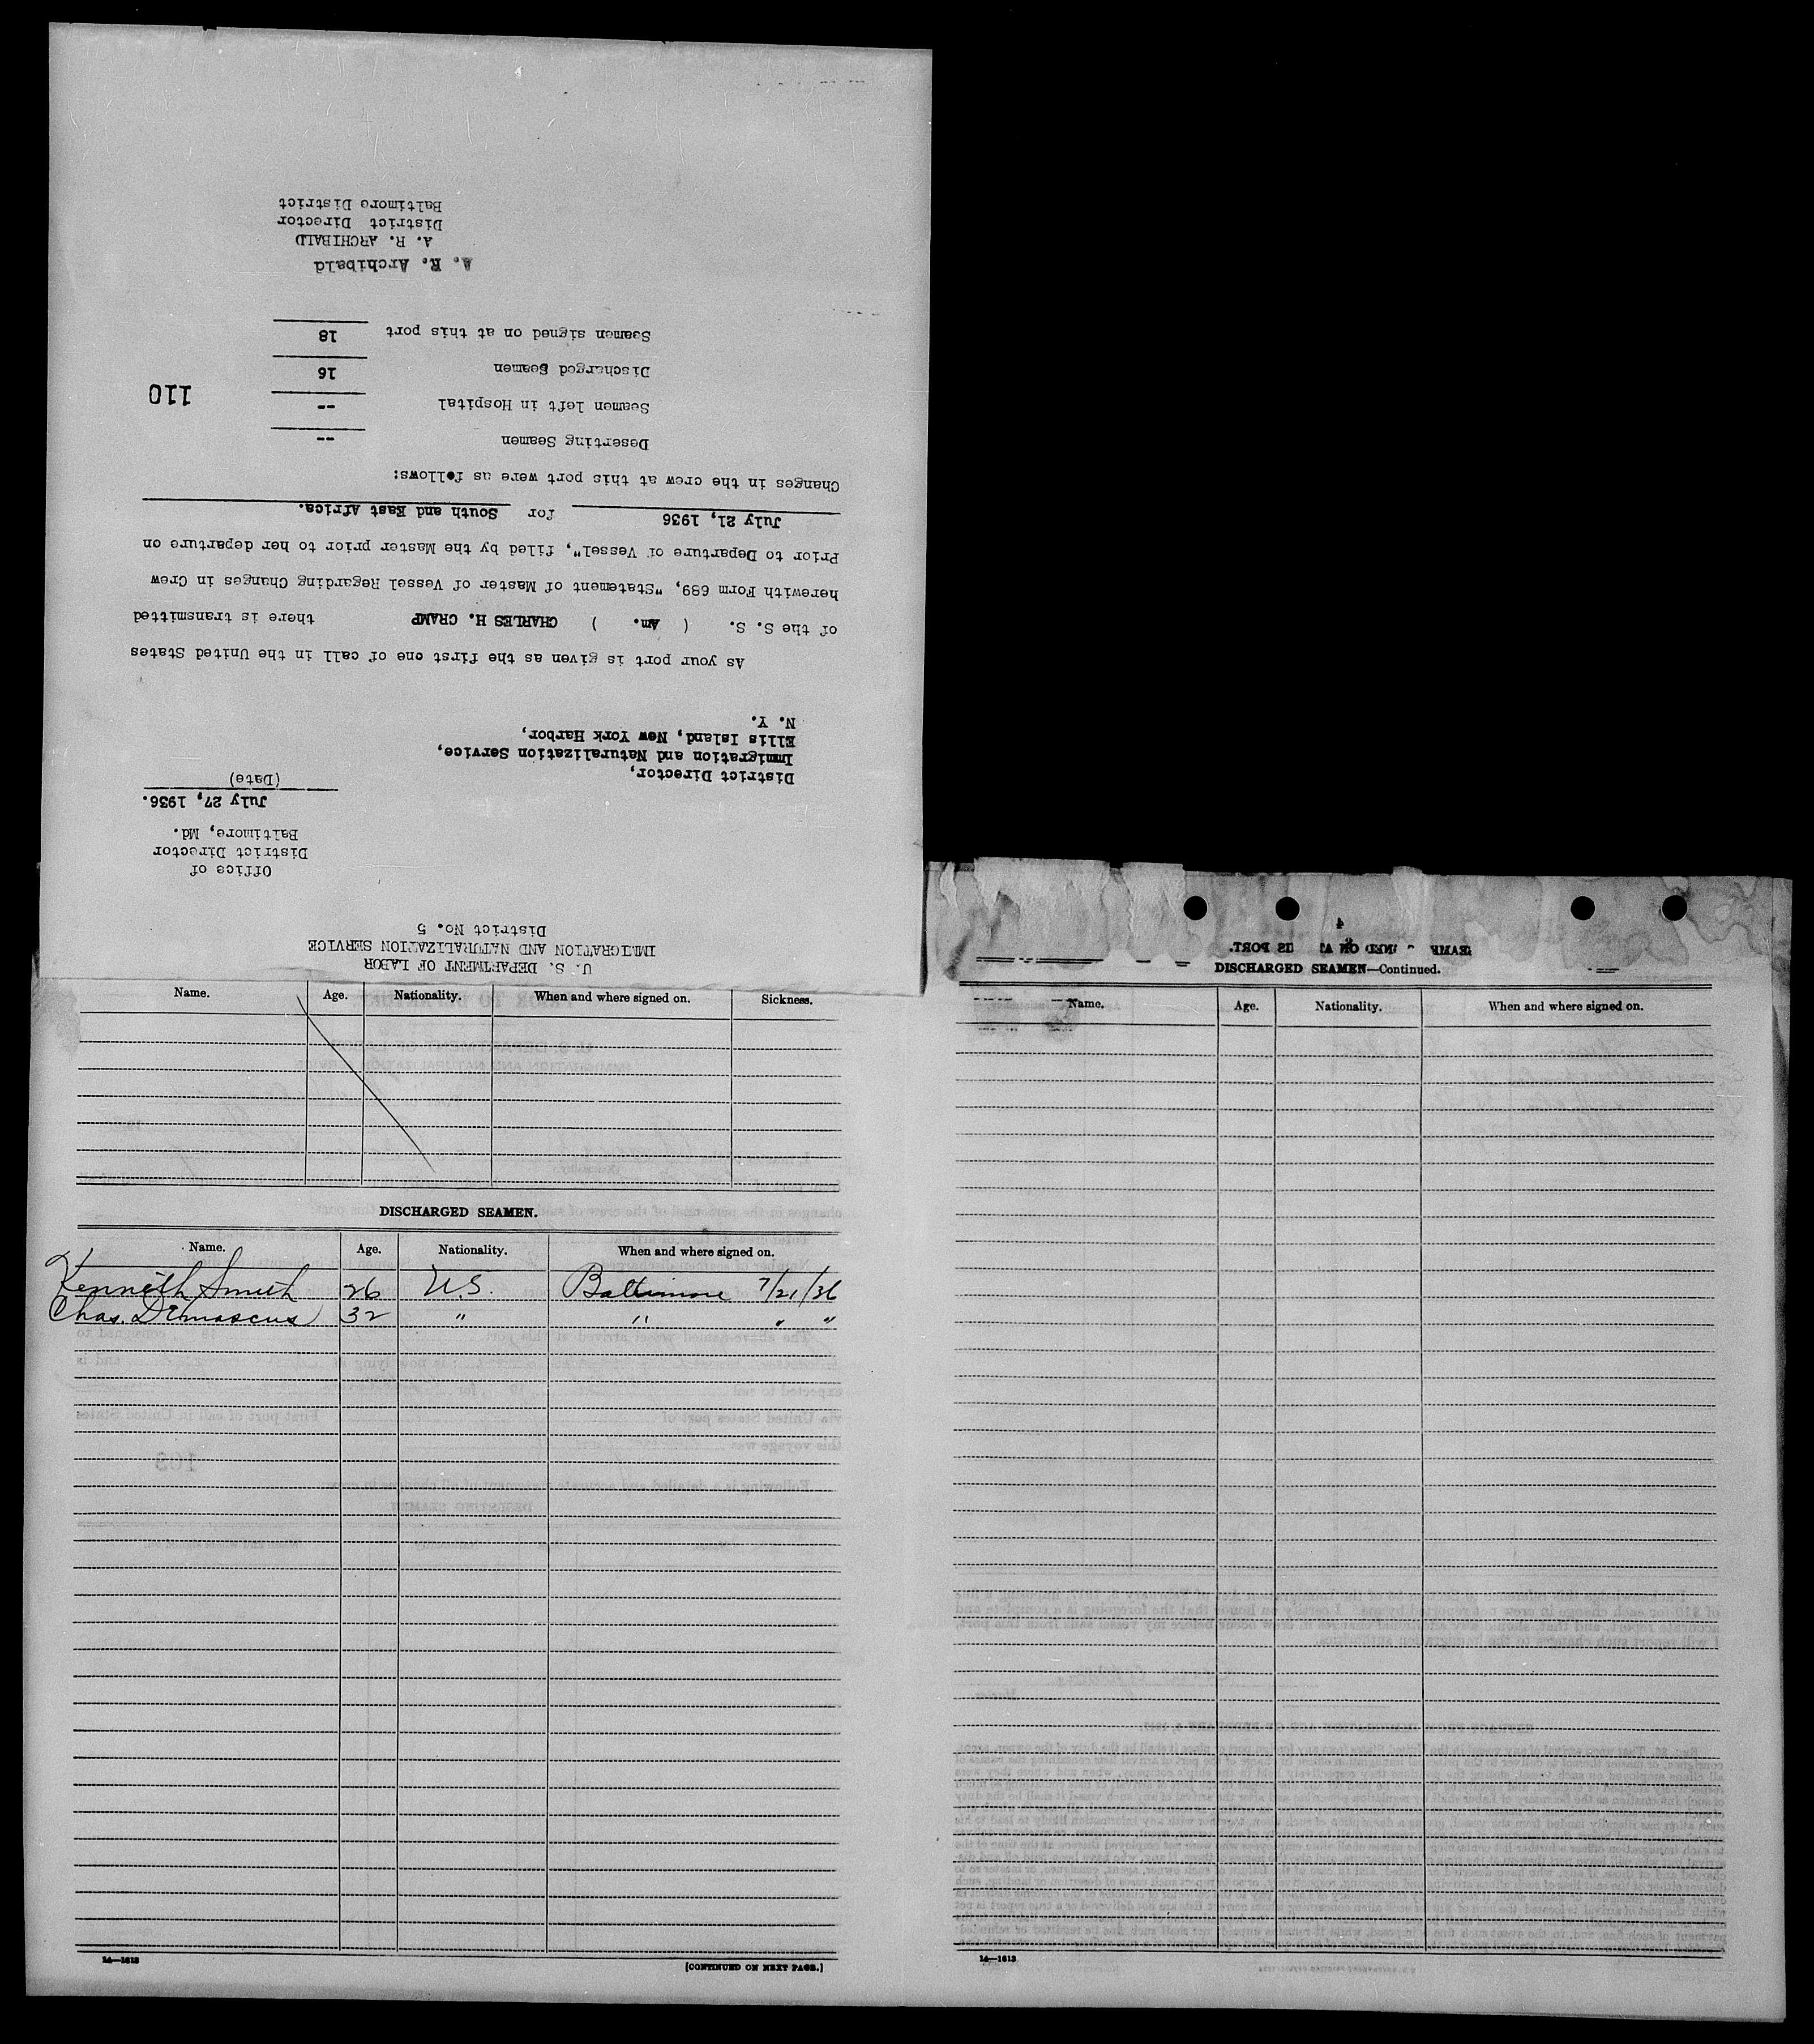 U. S. DEPARTMENT OF LABOR
IMMIGRATION AND NATURALIZATION SERVICE
District No. 5
Office of
District Director
Baltimore, Md.
July 27, 1936.
(Date)
District Director,
Immigration and Naturalization Service,
Ellis Island, New York Harbor,
N. Y.
As your port is given as the first one of call in the United States
of the S. S. ( Am. ) CHARLES H. CRAMP there is transmitted
herewith Form 689, "Statement of Master of Vessel Regarding Changes in Crew
Prior to Departure of Vessel", filed by the Master prior to her departure on
July 21, 1936 for South and East Africa.
Changes in the crew at this port were as follows:
Deserting Seamen --
Seamen left in Hospital --
110
Discharged Seamen 16
Seamen signed on at this port 18
A. R. Archibald
A. R. ARCHIBALD
District Director
Baltimore District
Name. Age. Nationality. When and where signed on. Sickness.
DISCHARGED SEAMEN.
Name. Age. Nationality. When and where signed on.
Kenneth Smith 26 U.S. Baltimore 7/21/36
Chas. Demascus 32 " " " "
14—1613
[CONTINUED ON NEXT PAGE.]
4
DISCHARGED SEAMEN—Continued.
Name. Age. Nationality. When and where signed on.
14—1613